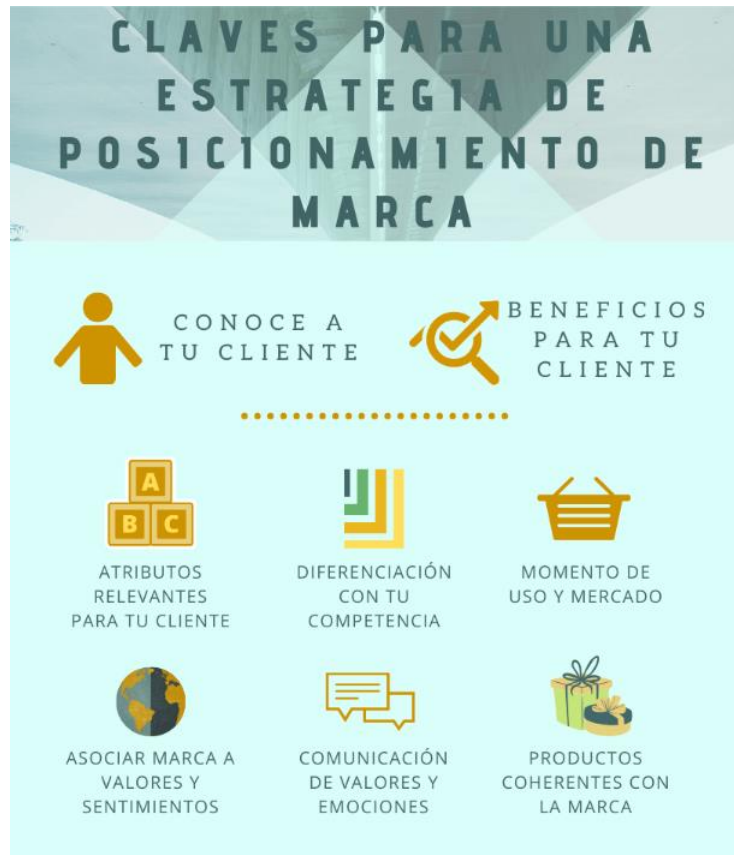 CLAVES PARA UNA
ESTRATEGIA DE
POSICIONAMIENTO DE
MARCA
CONOCE A
TU CLIENTE
BENEFICIOS
PARA TU
CLIENTE
A
B C
ATRIBUTOS
RELEVANTES
PARA TU CLIENTE
DIFERENCIACIÓN
CON TU
COMPETENCIA
MOMENTO DE
USO Y MERCADO
ASOCIAR MARCA A
VALORES Y
SENTIMIENTOS
COMUNICACIÓN
DE VALORES Y
EMOCIONES
PRODUCTOS
COHERENTES CON
LA MARCA